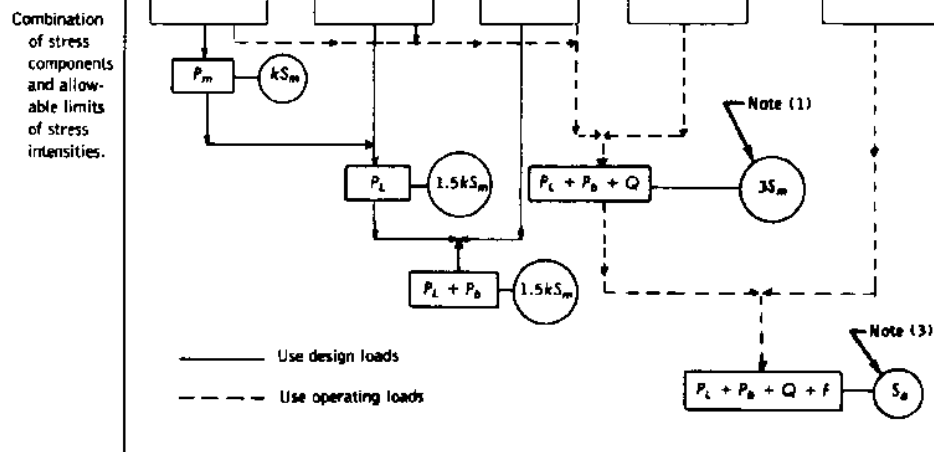 Combination
of stress
components
and allow-
able limits
of stress
intensities.
P_m
kS_m
Note (1)
P_L
1.5kS_m
P_L + P_b + Q
3S_m
P_L + P_b
1.5kS_m
Note (3)
Use design loads
Use operating loads
P_L + P_b + Q + F
S_a